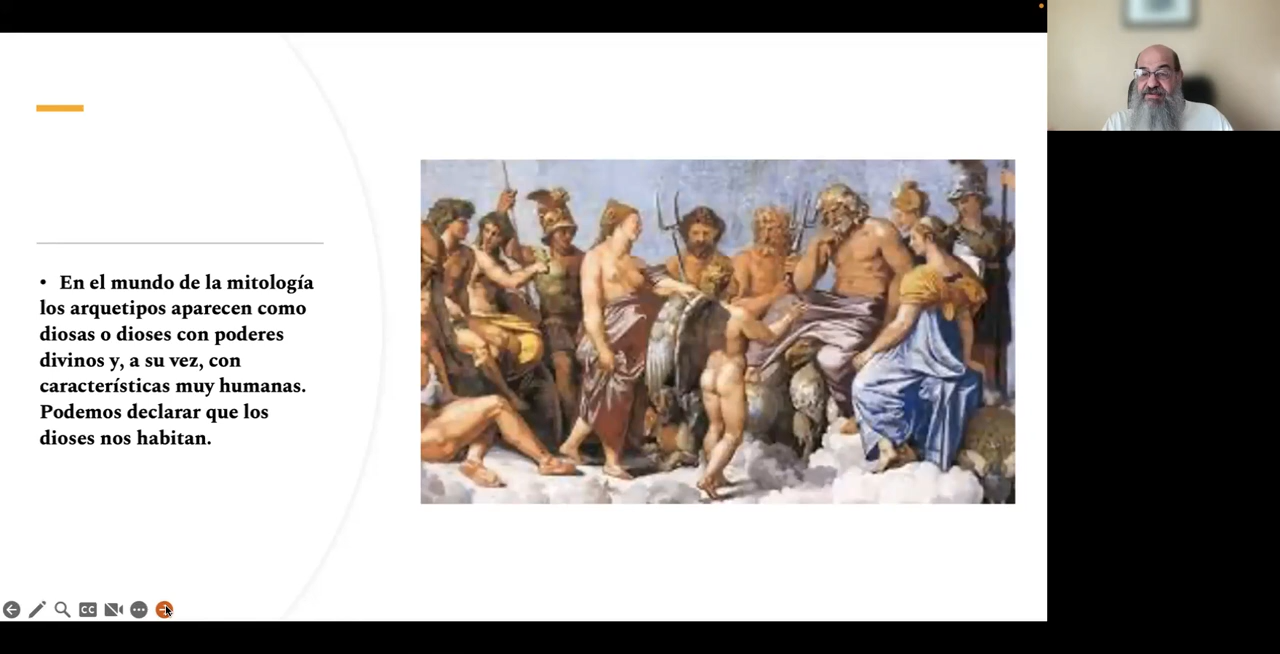 • En el mundo de la mitología
los arquetipos aparecen como
diosas o dioses con poderes
divinos y, a su vez, con
características muy humanas.
Podemos declarar que los
dioses nos habitan.
CC